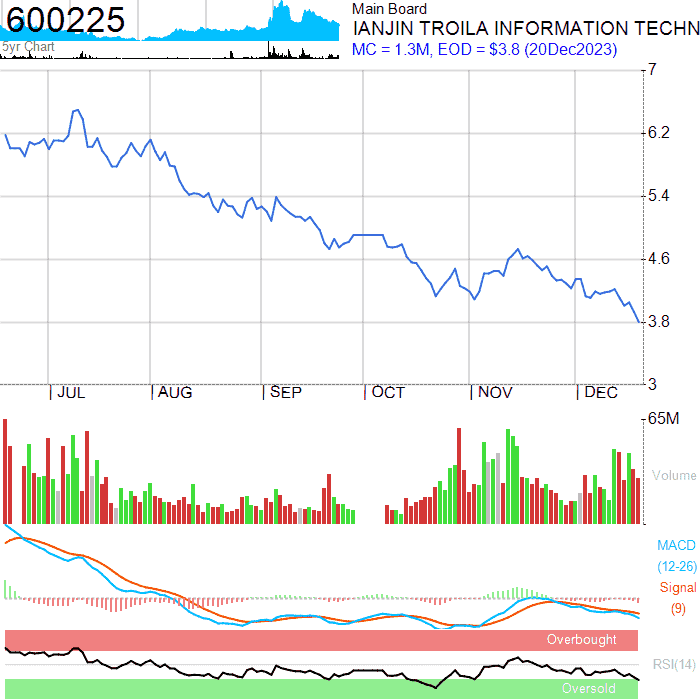 600225
5yr Chart
Main Board
IANJIN TROILA INFORMATION TECHN
MC = 1.3M, EOD = $3.8 (20Dec2023)
7
6.2
5.4
4.6
3.8
3
JUL AUG SEP OCT NOV DEC
65M
Volume
MACD
(12-26)
Signal
(9)
Overbought
RSI(14)
Oversold